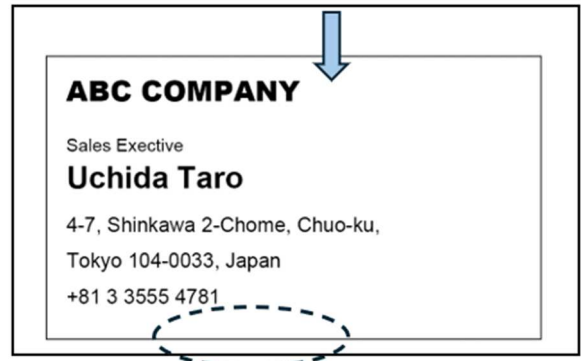 ABC COMPANY
Sales Exective
Uchida Taro
4-7, Shinkawa 2-Chome, Chuo-ku,
Tokyo 104-0033, Japan
+81 3 3555 4781